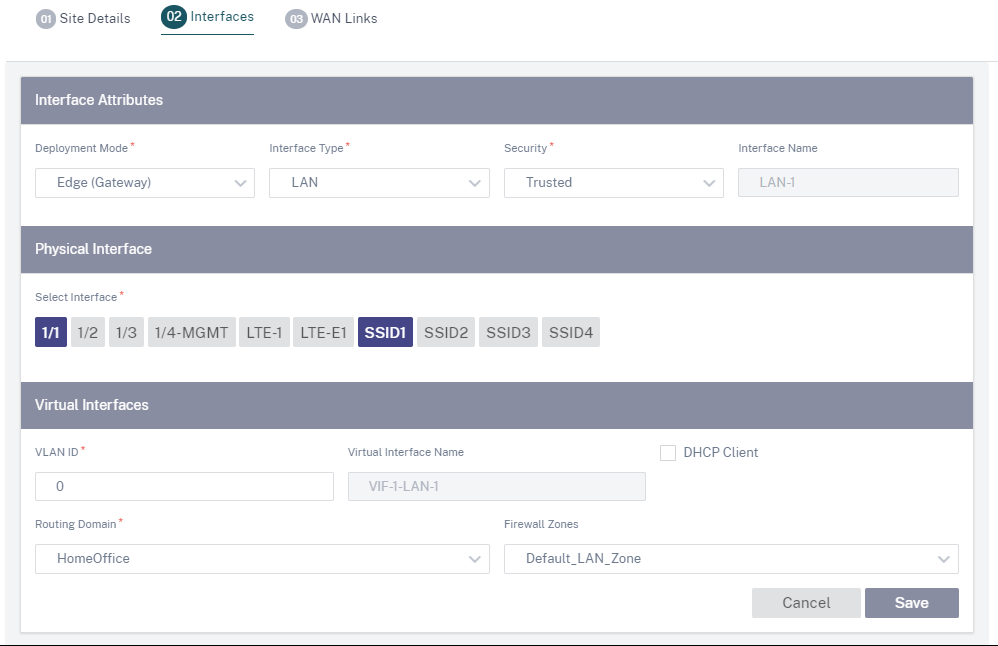 01 Site Details 02 Interfaces 03 WAN Links
Interface Attributes
Deployment Mode * Interface Type * Security * Interface Name
Edge (Gateway) LAN Trusted LAN-1
Physical Interface
Select Interface *
1/1 1/2 1/3 1/4-MGMT LTE-1 LTE-E1 SSID1 SSID2 SSID3 SSID4
Virtual Interfaces
VLAN ID * Virtual Interface Name DHCP Client
0 VIF-1-LAN-1
Routing Domain * Firewall Zones
HomeOffice Default_LAN_Zone
Cancel Save